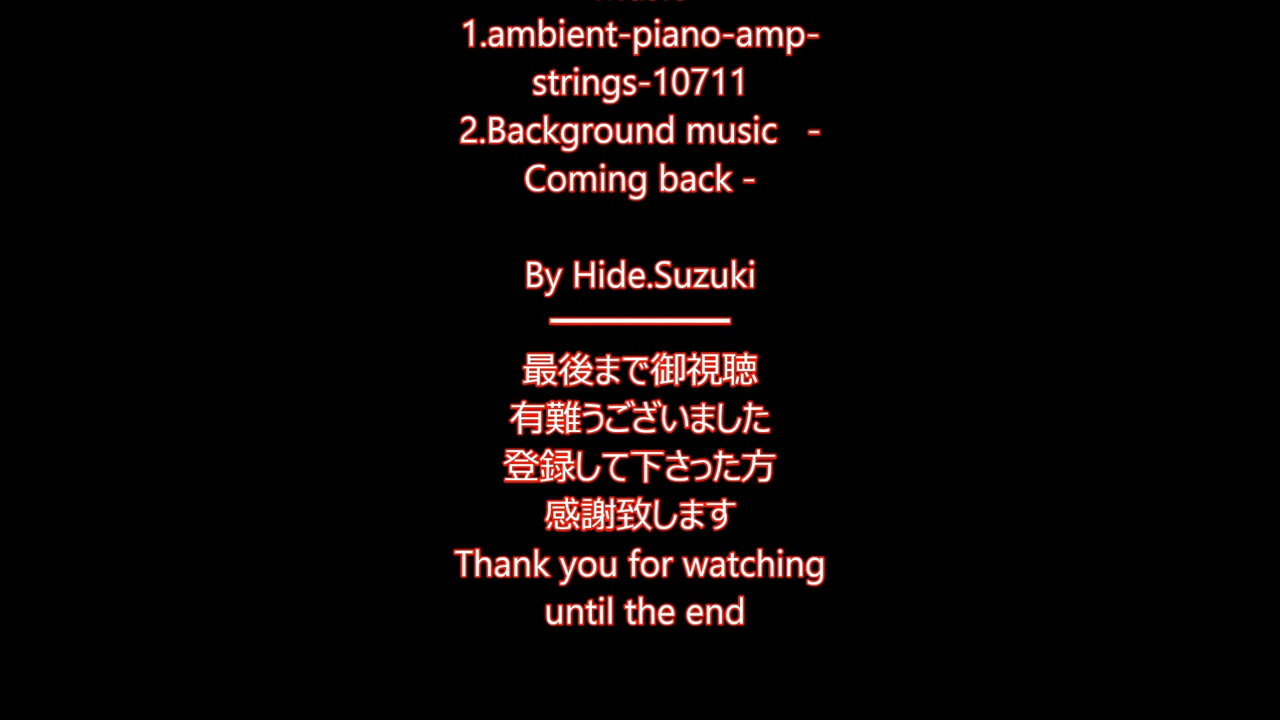 1.ambient-piano-amp-
strings-10711
2.Background music   -
Coming back -
By Hide.Suzuki
最後まで御視聴
有難うございました
登録して下さった方
感謝致します
Thank you for watching
until the end